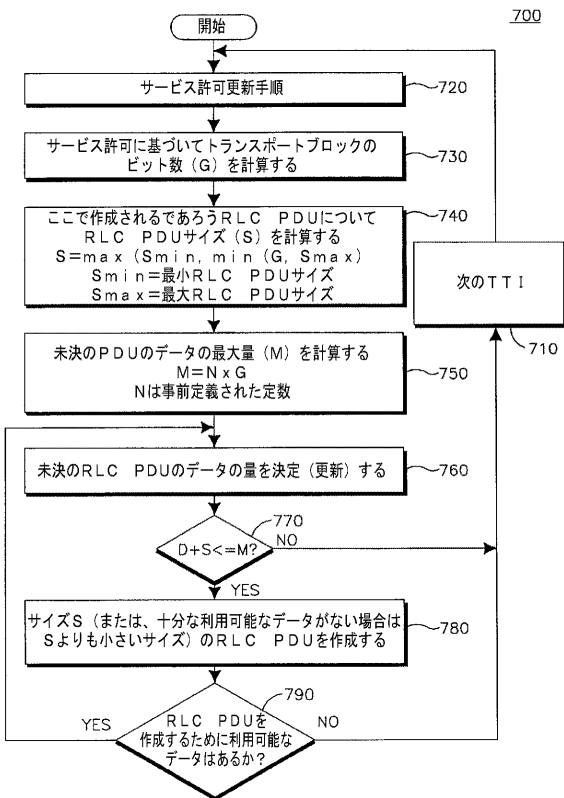 700
開始
サービス許可更新手順
720
サービス許可に基づいてトランスポートブロックの
ビット数（G）を計算する
730
ここで作成されるであろうRLC PDUについて
RLC PDUサイズ（S）を計算する
S=max（Smin, min（G, Smax）
Smin=最小RLC PDUサイズ
Smax=最大RLC PDUサイズ
740
次のTTI
710
未決のPDUのデータの最大量（M）を計算する
M=N×G
Nは事前定義された定数
750
未決のRLC PDUのデータの量を決定（更新）する
760
770
D+S<=M?
NO
YES
サイズS（または、十分な利用可能なデータがない場合は
Sよりも小さいサイズ）のRLC PDUを作成する
780
790
YES
RLC PDUを
作成するために利用可能な
データはあるか？
NO